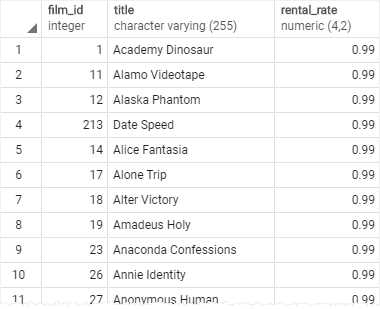 film_id title rental_rate
integer character varying (255) numeric (4,2)
1 1 Academy Dinosaur 0.99
2 11 Alamo Videotape 0.99
3 12 Alaska Phantom 0.99
4 213 Date Speed 0.99
5 14 Alice Fantasia 0.99
6 17 Alone Trip 0.99
7 18 Alter Victory 0.99
8 19 Amadeus Holy 0.99
9 23 Anaconda Confessions 0.99
10 26 Annie Identity 0.99
11 27 Anonymous Human 0.99